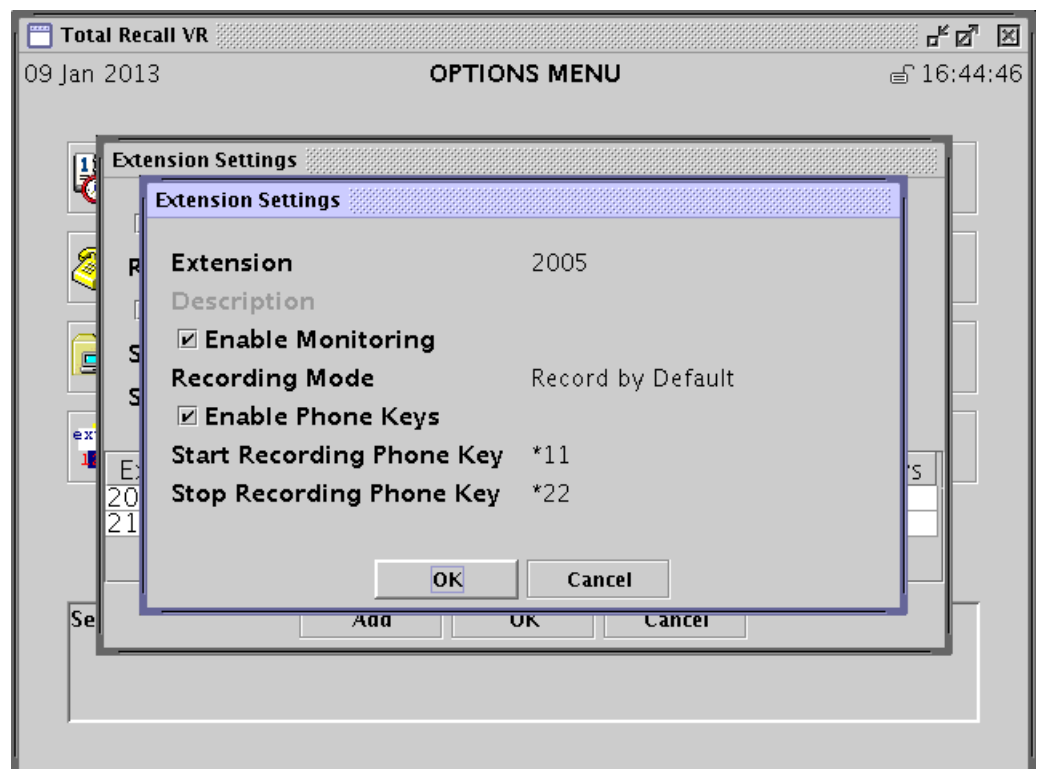 Total Recall VR
09 Jan 2013 OPTIONS MENU 16:44:46
Extension Settings
Extension Settings
Extension 2005
Description
Enable Monitoring
Recording Mode Record by Default
Enable Phone Keys
Start Recording Phone Key *11
Stop Recording Phone Key *22
OK Cancel
Add OK Cancel